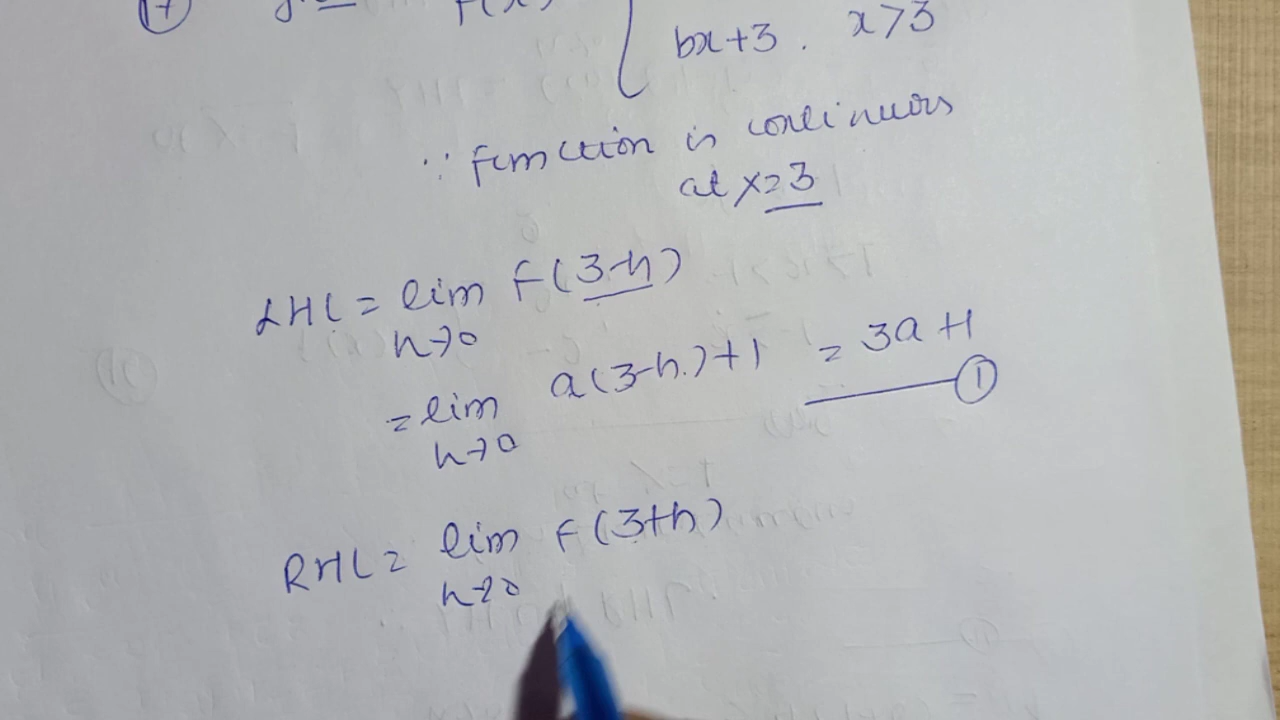 17 f(x)
bx+3. x>3
∵ function is continuous
at x=3
LHL = lim f(3-h)
h→0
= lim a(3-h)+1 = 3a+1 ①
h→0
RHL = lim f(3+h)
h→0